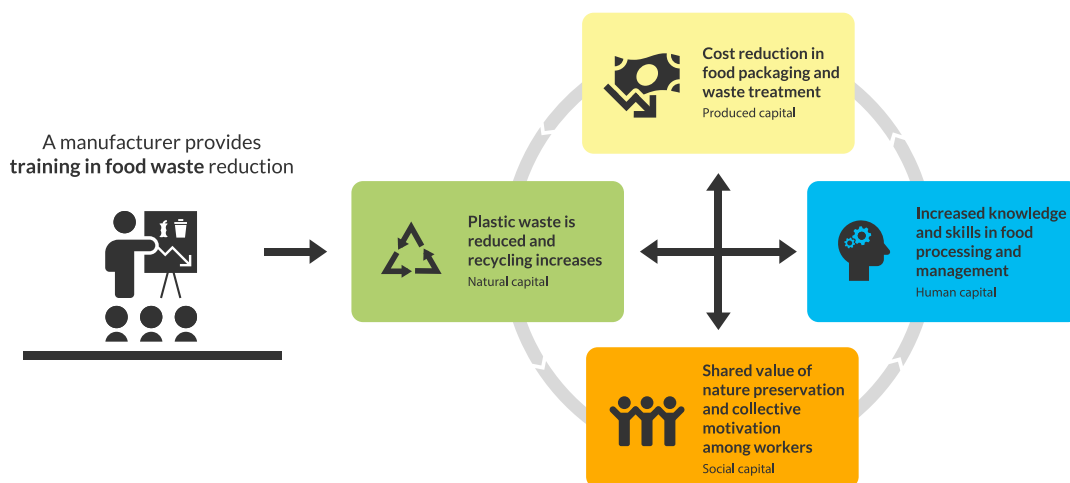 A manufacturer provides
training in food waste reduction
Cost reduction in
food packaging and
waste treatment
Produced capital
Plastic waste is
reduced and
recycling increases
Natural capital
Increased knowledge
and skills in food
processing and
management
Human capital
Shared value of
nature preservation
and collective
motivation
among workers
Social capital